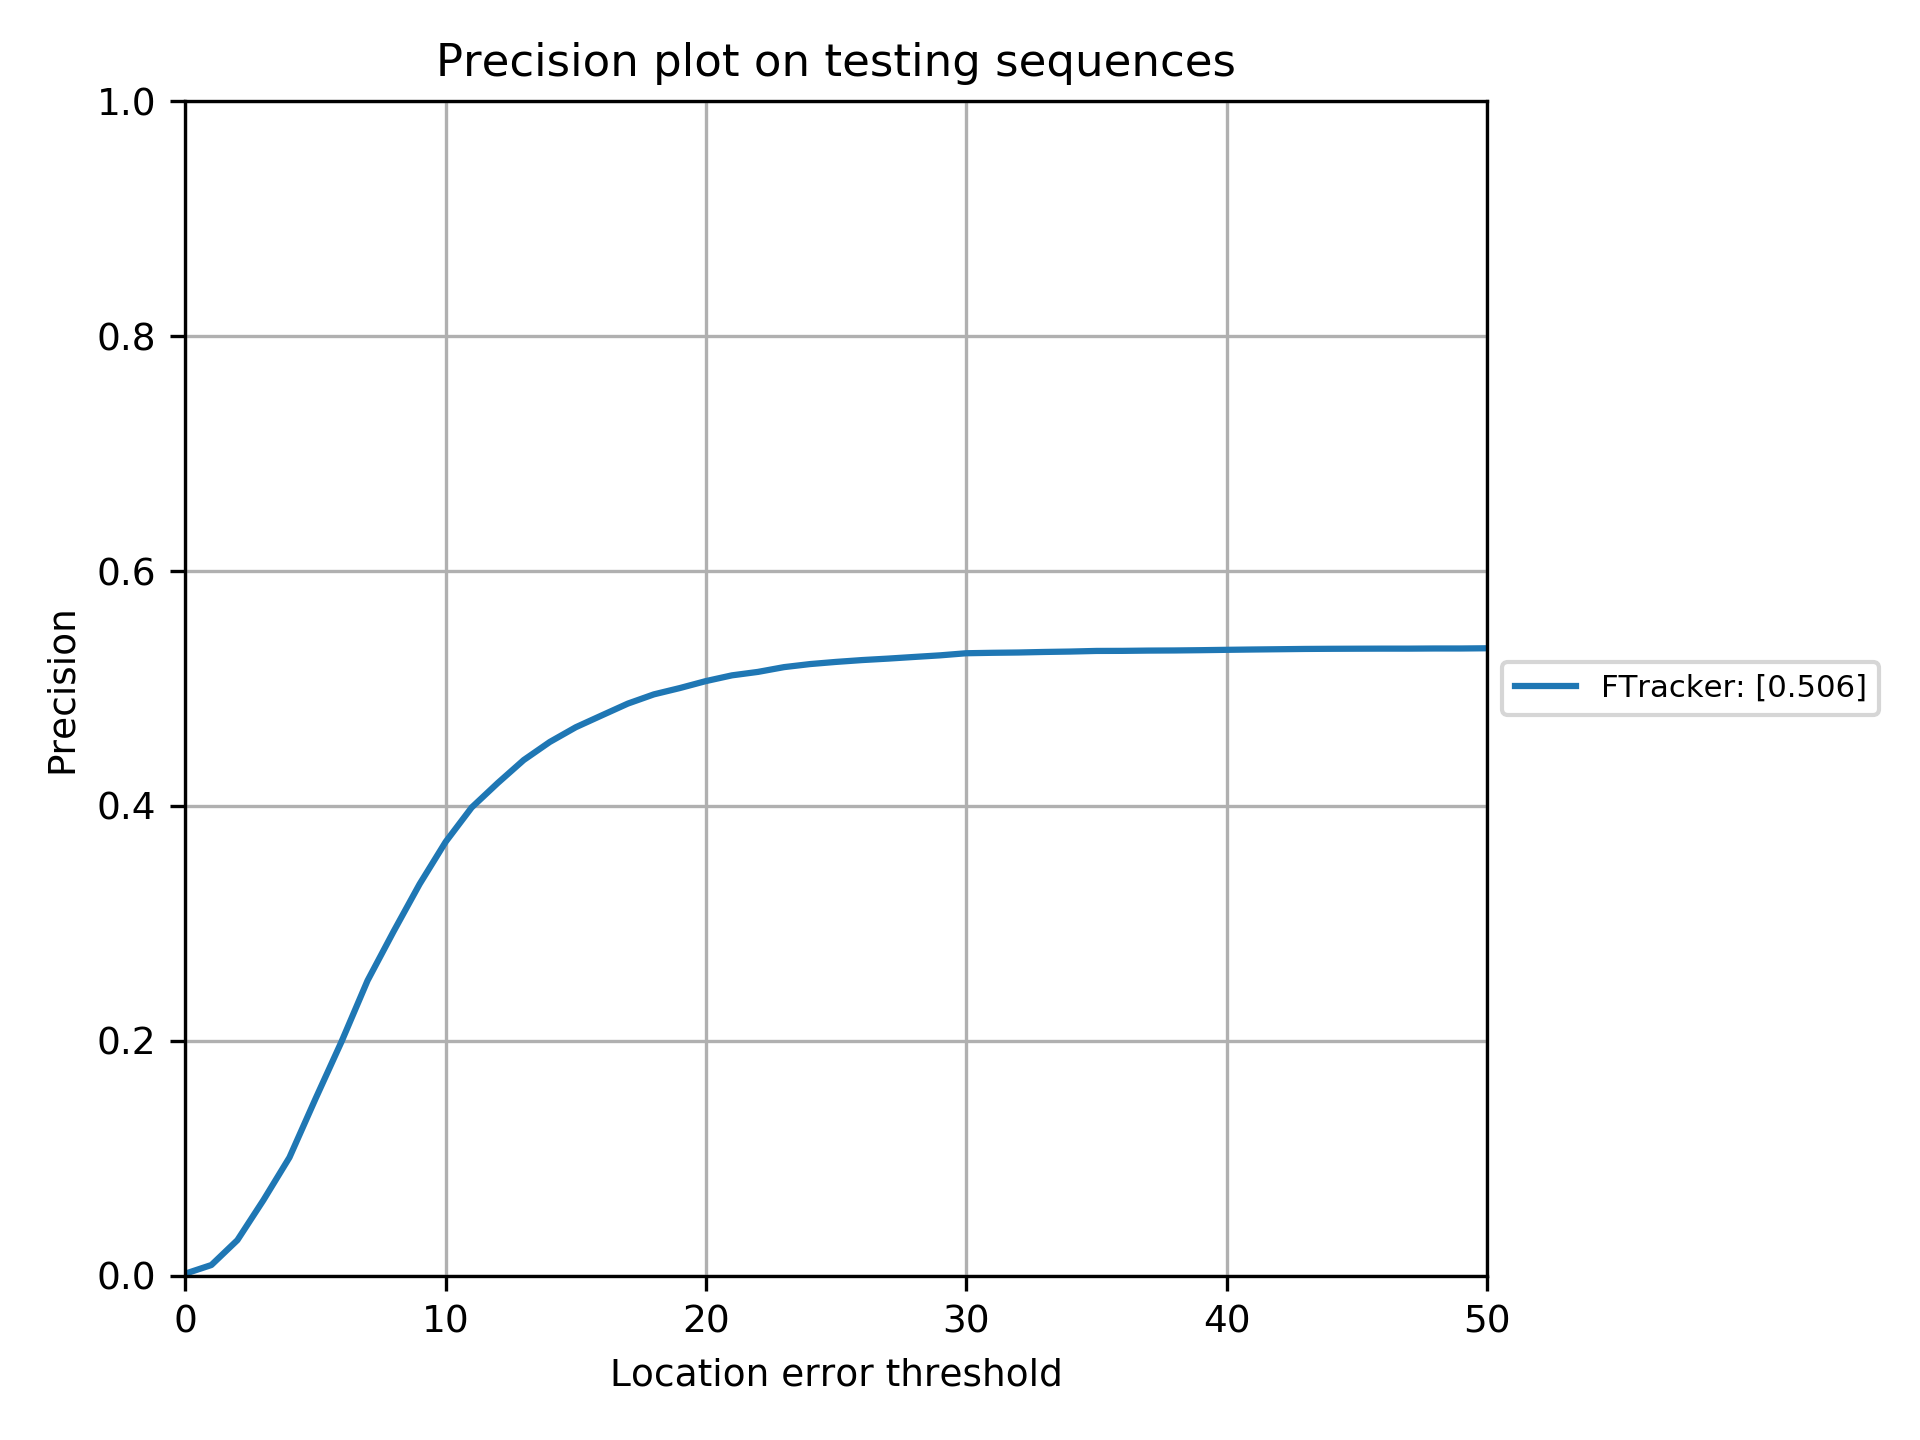 Precision plot on testing sequences
1.0
0.8
0.6
0.4
0.2
0.0
Precision
0 10 20 30 40 50
Location error threshold
FTracker: [0.506]